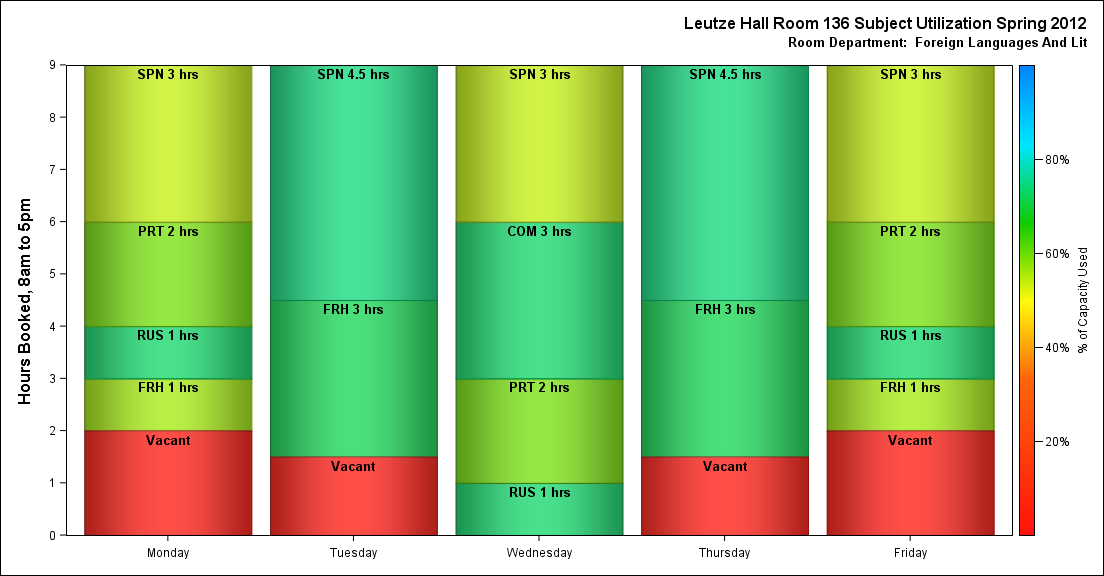 Leutze Hall Room 136 Subject Utilization Spring 2012
Room Department: Foreign Languages And Lit
Hours Booked, 8am to 5pm
9
8
7
6
5
4
3
2
1
0
SPN 3 hrs
PRT 2 hrs
RUS 1 hrs
FRH 1 hrs
Vacant
Monday
SPN 4.5 hrs
FRH 3 hrs
Vacant
Tuesday
SPN 3 hrs
COM 3 hrs
PRT 2 hrs
RUS 1 hrs
Wednesday
SPN 4.5 hrs
FRH 3 hrs
Vacant
Thursday
SPN 3 hrs
PRT 2 hrs
RUS 1 hrs
FRH 1 hrs
Vacant
Friday
80%
60%
40%
20%
% of Capacity Used